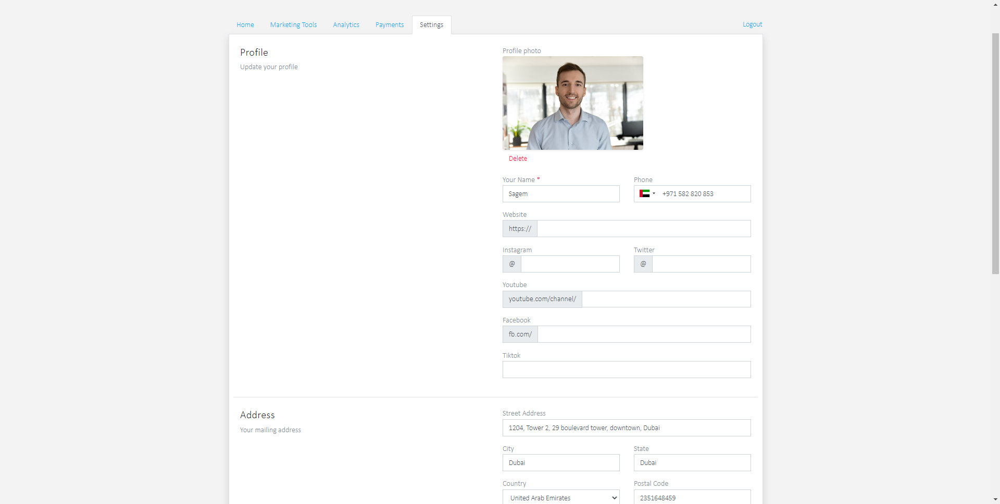 Home Marketing Tools Analytics Payments Settings Logout
Profile
Update your profile
Profile photo
Delete
Your Name * Phone
Sagem +971 582 820 853
Website
https://
Instagram Twitter
@ @
Youtube
youtube.com/channel/
Facebook
fb.com/
Tiktok
Address
Your mailing address
Street Address
1204, Tower 2, 29 boulevard tower, downtown, Dubai
City State
Dubai Dubai
Country Postal Code
United Arab Emirates 2351648459